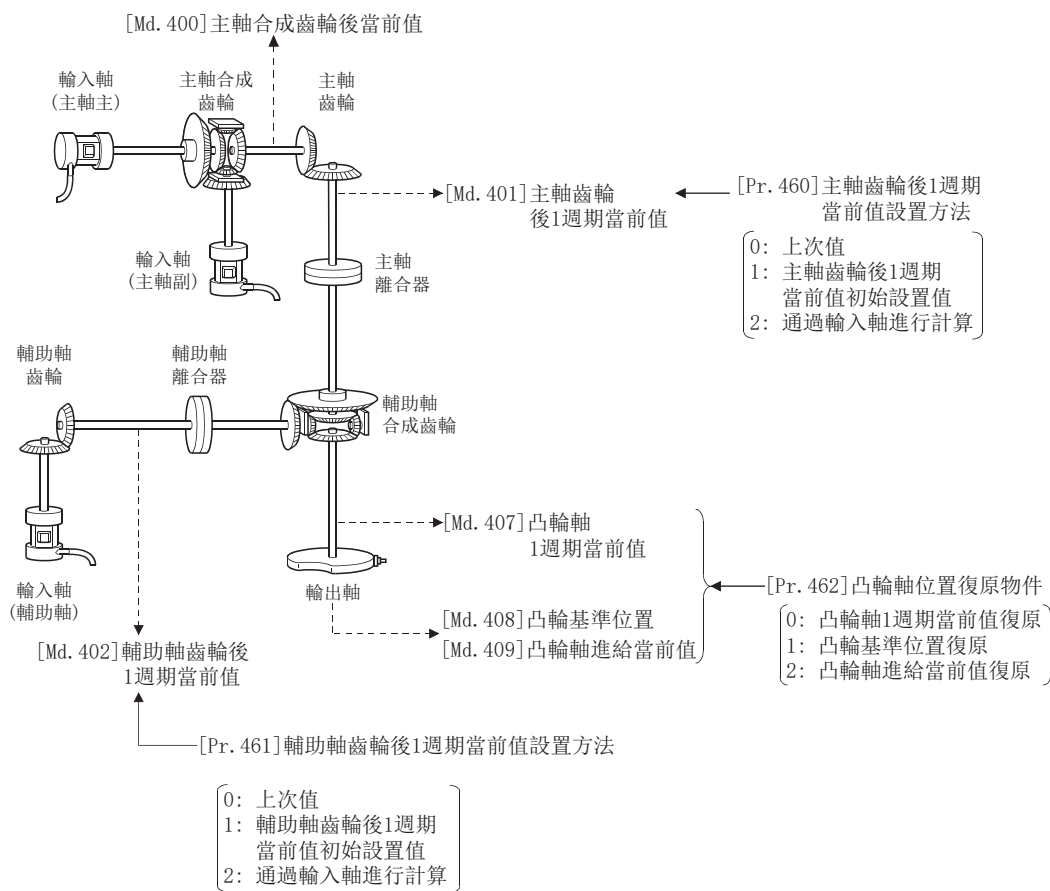 [Md.400]主軸合成齒輪後當前值
輸入軸
(主軸主)
主軸合成
齒輪
主軸
齒輪
[Md.401]主軸齒輪
後1週期當前值
[Pr.460]主軸齒輪後1週期
當前值設置方法
0: 上次值
1: 主軸齒輪後1週期
當前值初始設置值
2: 通過輸入軸進行計算
輸入軸
(主軸副)
主軸
離合器
輔助軸
齒輪
輔助軸
離合器
輔助軸
合成齒輪
[Md.407]凸輪軸
1週期當前值
輸入軸
(輔助軸)
輸出軸
[Pr.462]凸輪軸位置復原物件
0: 凸輪軸1週期當前值復原
1: 凸輪基準位置復原
2: 凸輪軸進給當前值復原
[Md.408]凸輪基準位置
[Md.409]凸輪軸進給當前值
[Md.402]輔助軸齒輪後
1週期當前值
[Pr.461]輔助軸齒輪後1週期當前值設置方法
0: 上次值
1: 輔助軸齒輪後1週期
當前值初始設置值
2: 通過輸入軸進行計算